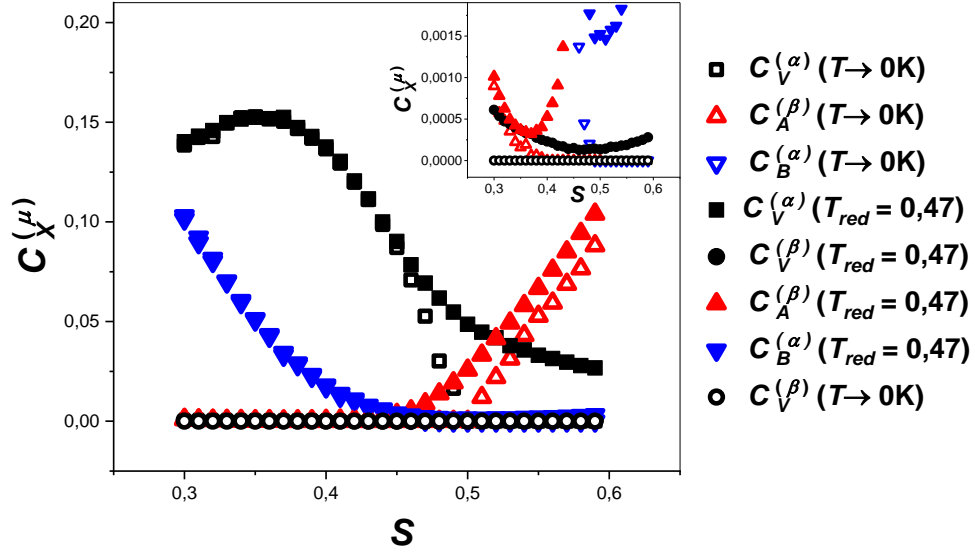 0,20
0,15
0,10
0,05
0,00
C_X^(μ)
0,3 0,4 0,5 0,6
S
0,0015
0,0010
0,0005
0,0000
C_X^(μ)
0,3 0,4 0,5 0,6
S
C_V^(α) (T→ 0K)
C_A^(β) (T→ 0K)
C_B^(α) (T→ 0K)
C_V^(α) (T_red = 0,47)
C_V^(β) (T_red = 0,47)
C_A^(β) (T_red = 0,47)
C_B^(α) (T_red = 0,47)
C_V^(β) (T→ 0K)